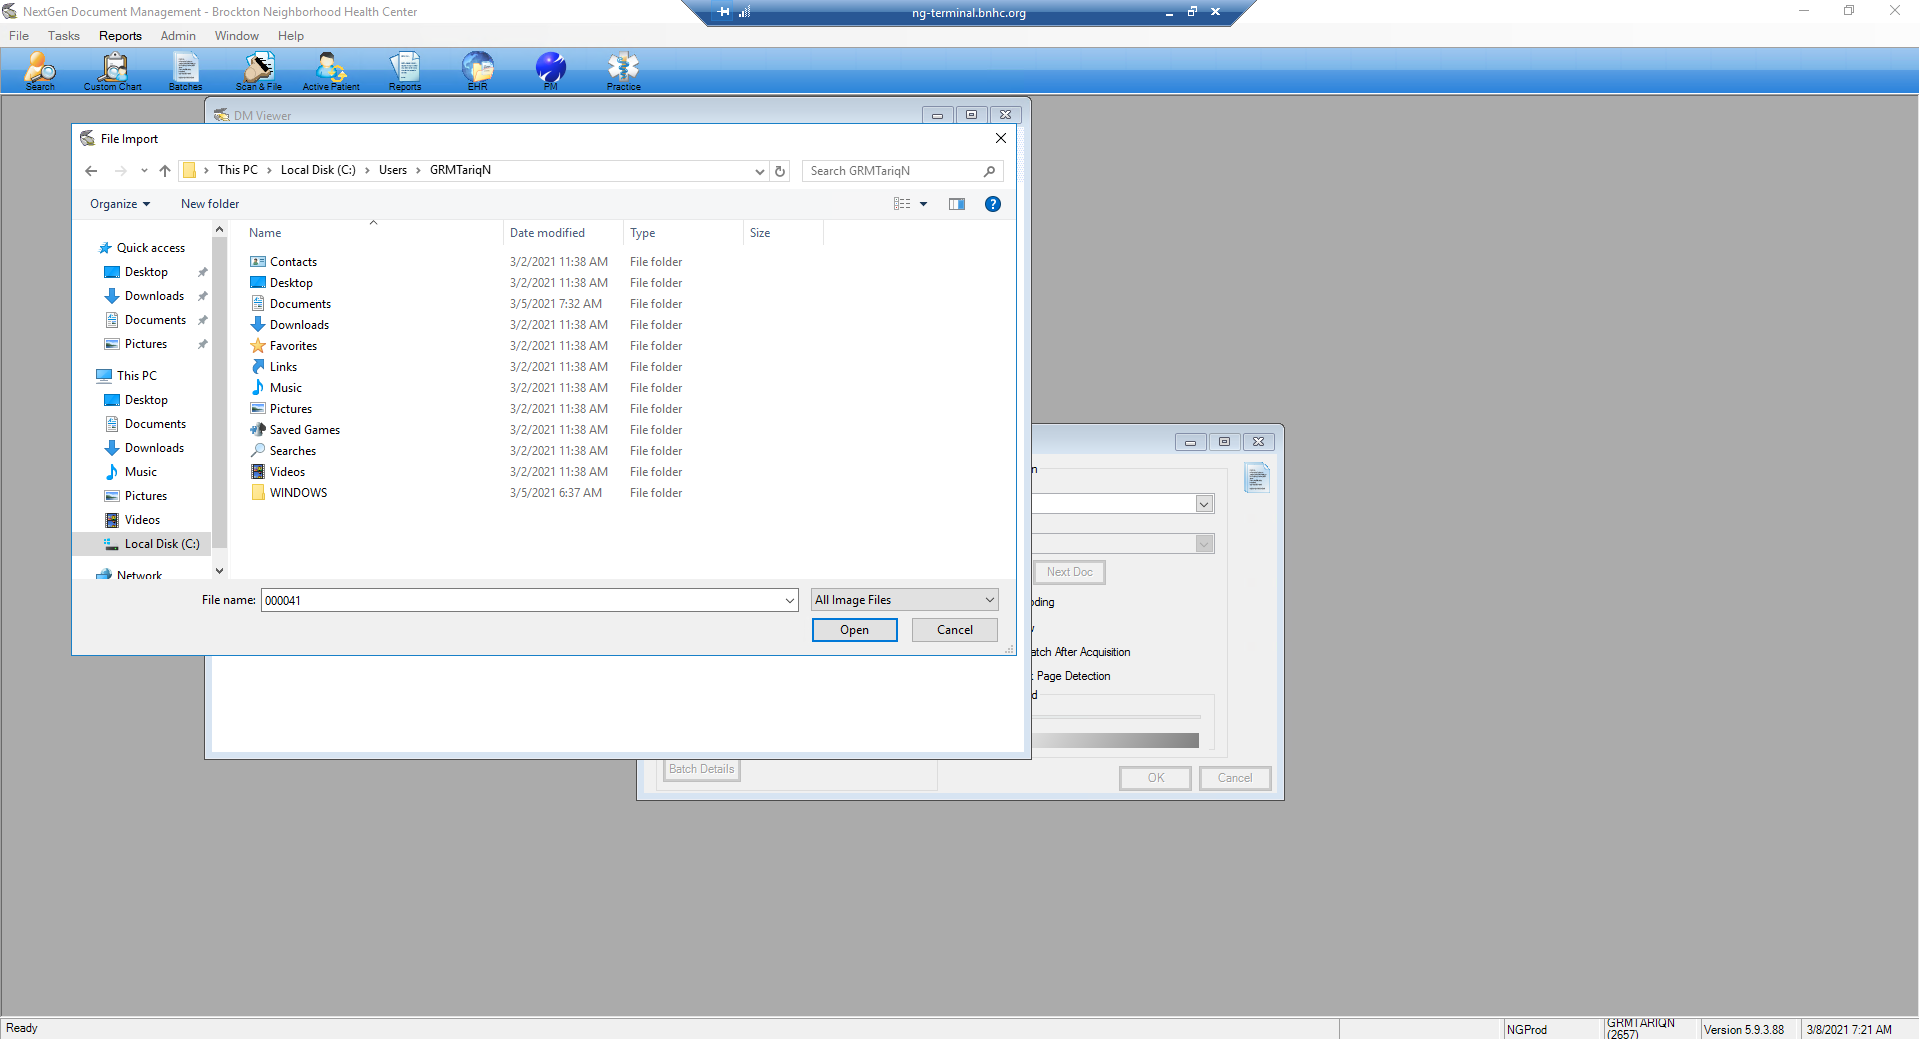 NextGen Document Management - Brockton Neighborhood Health Center
ng-terminal.bnhc.org
File Tasks Reports Admin Window Help
Search Custom Chart Batches Scan & File Active Patient Reports EHR PM Practice
DM Viewer
File Import
This PC > Local Disk (C:) > Users > GRMTariqN
Search GRMTariqN
Organize New folder
Name Date modified Type Size
Quick access
Desktop
Downloads
Documents
Pictures
This PC
Desktop
Documents
Downloads
Music
Pictures
Videos
Local Disk (C:)
Network
Contacts 3/2/2021 11:38 AM File folder
Desktop 3/2/2021 11:38 AM File folder
Documents 3/5/2021 7:32 AM File folder
Downloads 3/2/2021 11:38 AM File folder
Favorites 3/2/2021 11:38 AM File folder
Links 3/2/2021 11:38 AM File folder
Music 3/2/2021 11:38 AM File folder
Pictures 3/2/2021 11:38 AM File folder
Saved Games 3/2/2021 11:38 AM File folder
Searches 3/2/2021 11:38 AM File folder
Videos 3/2/2021 11:38 AM File folder
WINDOWS 3/5/2021 6:37 AM File folder
File name: 000041 All Image Files
Open Cancel
Next Doc
After Acquisition
Page Detection
Batch Details
OK Cancel
Ready
NGProd
GRMTARIQN
(2657)
Version 5.9.3.88
3/8/2021 7:21 AM